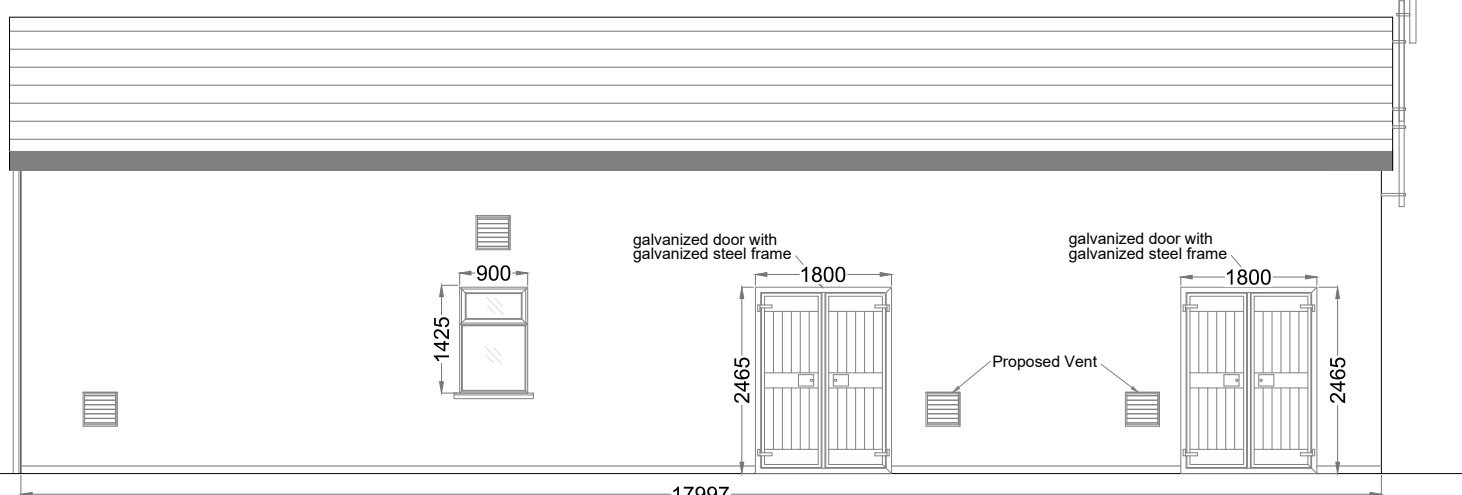 galvanized door with
galvanized steel frame
galvanized door with
galvanized steel frame
900
1800
1800
1425
2465
Proposed Vent
2465
17997